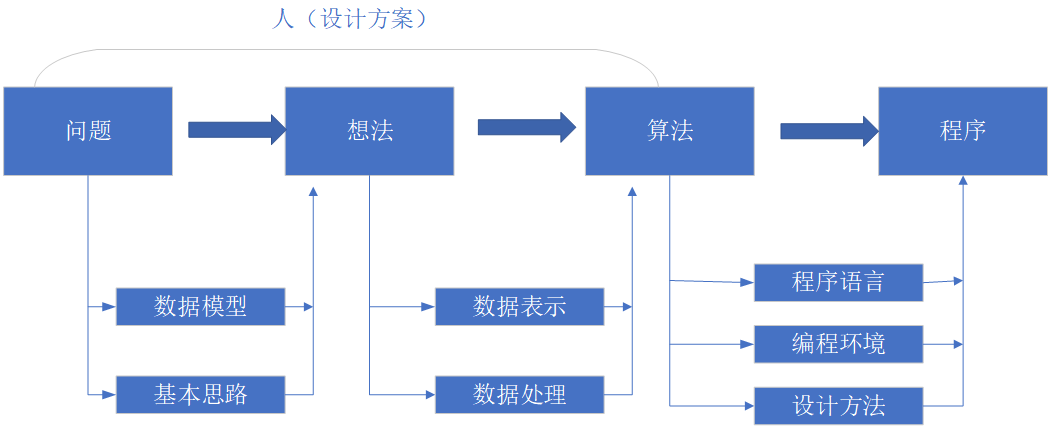 人（设计方案）
问题
想法
算法
程序
数据模型
基本思路
数据表示
数据处理
程序语言
编程环境
设计方法